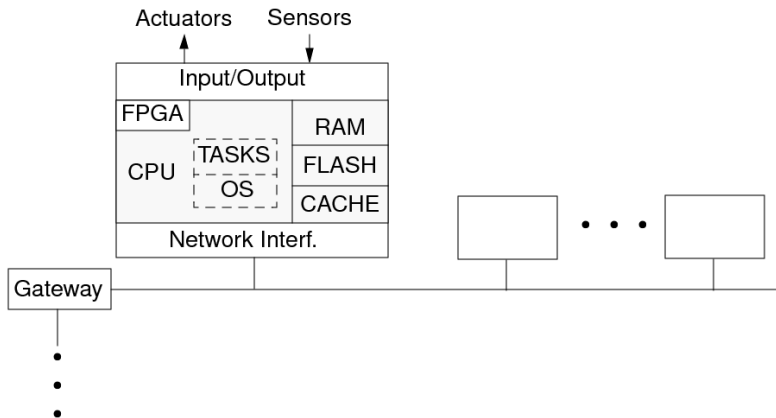 Actuators
Sensors
Input/Output
FPGA
CPU
TASKS
OS
RAM
FLASH
CACHE
Network Interf.
Gateway